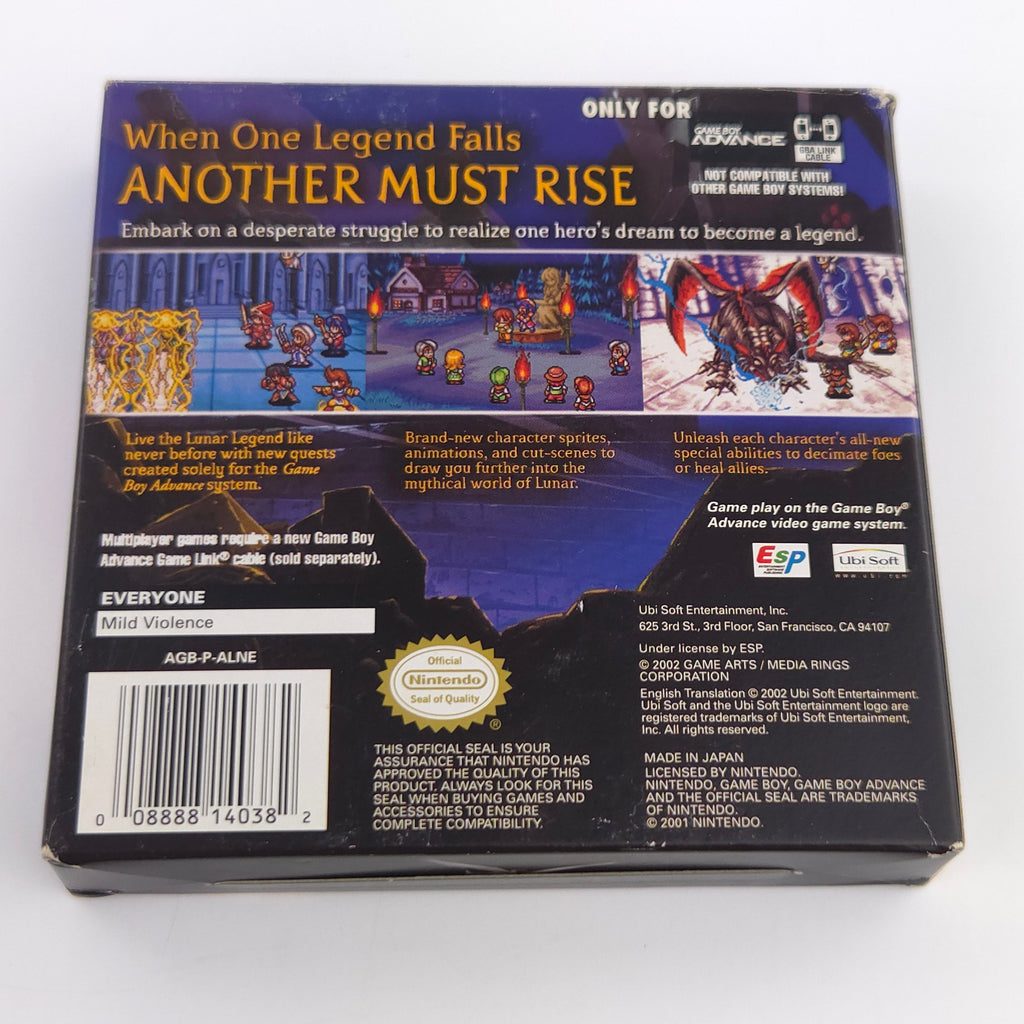 ONLY FOR
GAME BOY
ADVANCE
GBA LINK
CABLE
NOT COMPATIBLE WITH
OTHER GAME BOY SYSTEMS!
When One Legend Falls
ANOTHER MUST RISE
Embark on a desperate struggle to realize one hero's dream to become a legend.
Live the Lunar Legend like
never before with new quests
created solely for the Game
Boy Advance system.
Brand-new character sprites,
animations, and cut-scenes to
draw you further into the
mythical world of Lunar.
Unleash each character's all-new
special abilities to decimate foes
or heal allies.
Game play on the Game Boy®
Advance video game system.
Multiplayer games require a new Game Boy
Advance Game Link® cable (sold separately).
Esp
ENTERTAINMENT
SOFTWARE
PUBLISHING
Ubi Soft
www.ubi.com
EVERYONE
Mild Violence
AGB-P-ALNE
0 08888 14038 2
Official
Nintendo
Seal of Quality
®
THIS OFFICIAL SEAL IS YOUR
ASSURANCE THAT NINTENDO HAS
APPROVED THE QUALITY OF THIS
PRODUCT. ALWAYS LOOK FOR THIS
SEAL WHEN BUYING GAMES AND
ACCESSORIES TO ENSURE
COMPLETE COMPATIBILITY.
Ubi Soft Entertainment, Inc.
625 3rd St., 3rd Floor, San Francisco, CA 94107
Under license by ESP.
© 2002 GAME ARTS / MEDIA RINGS
CORPORATION
English Translation © 2002 Ubi Soft Entertainment.
Ubi Soft and the Ubi Soft Entertainment logo are
registered trademarks of Ubi Soft Entertainment,
Inc. All rights reserved.
MADE IN JAPAN
LICENSED BY NINTENDO.
NINTENDO, GAME BOY, GAME BOY ADVANCE
AND THE OFFICIAL SEAL ARE TRADEMARKS
OF NINTENDO.
© 2001 NINTENDO.